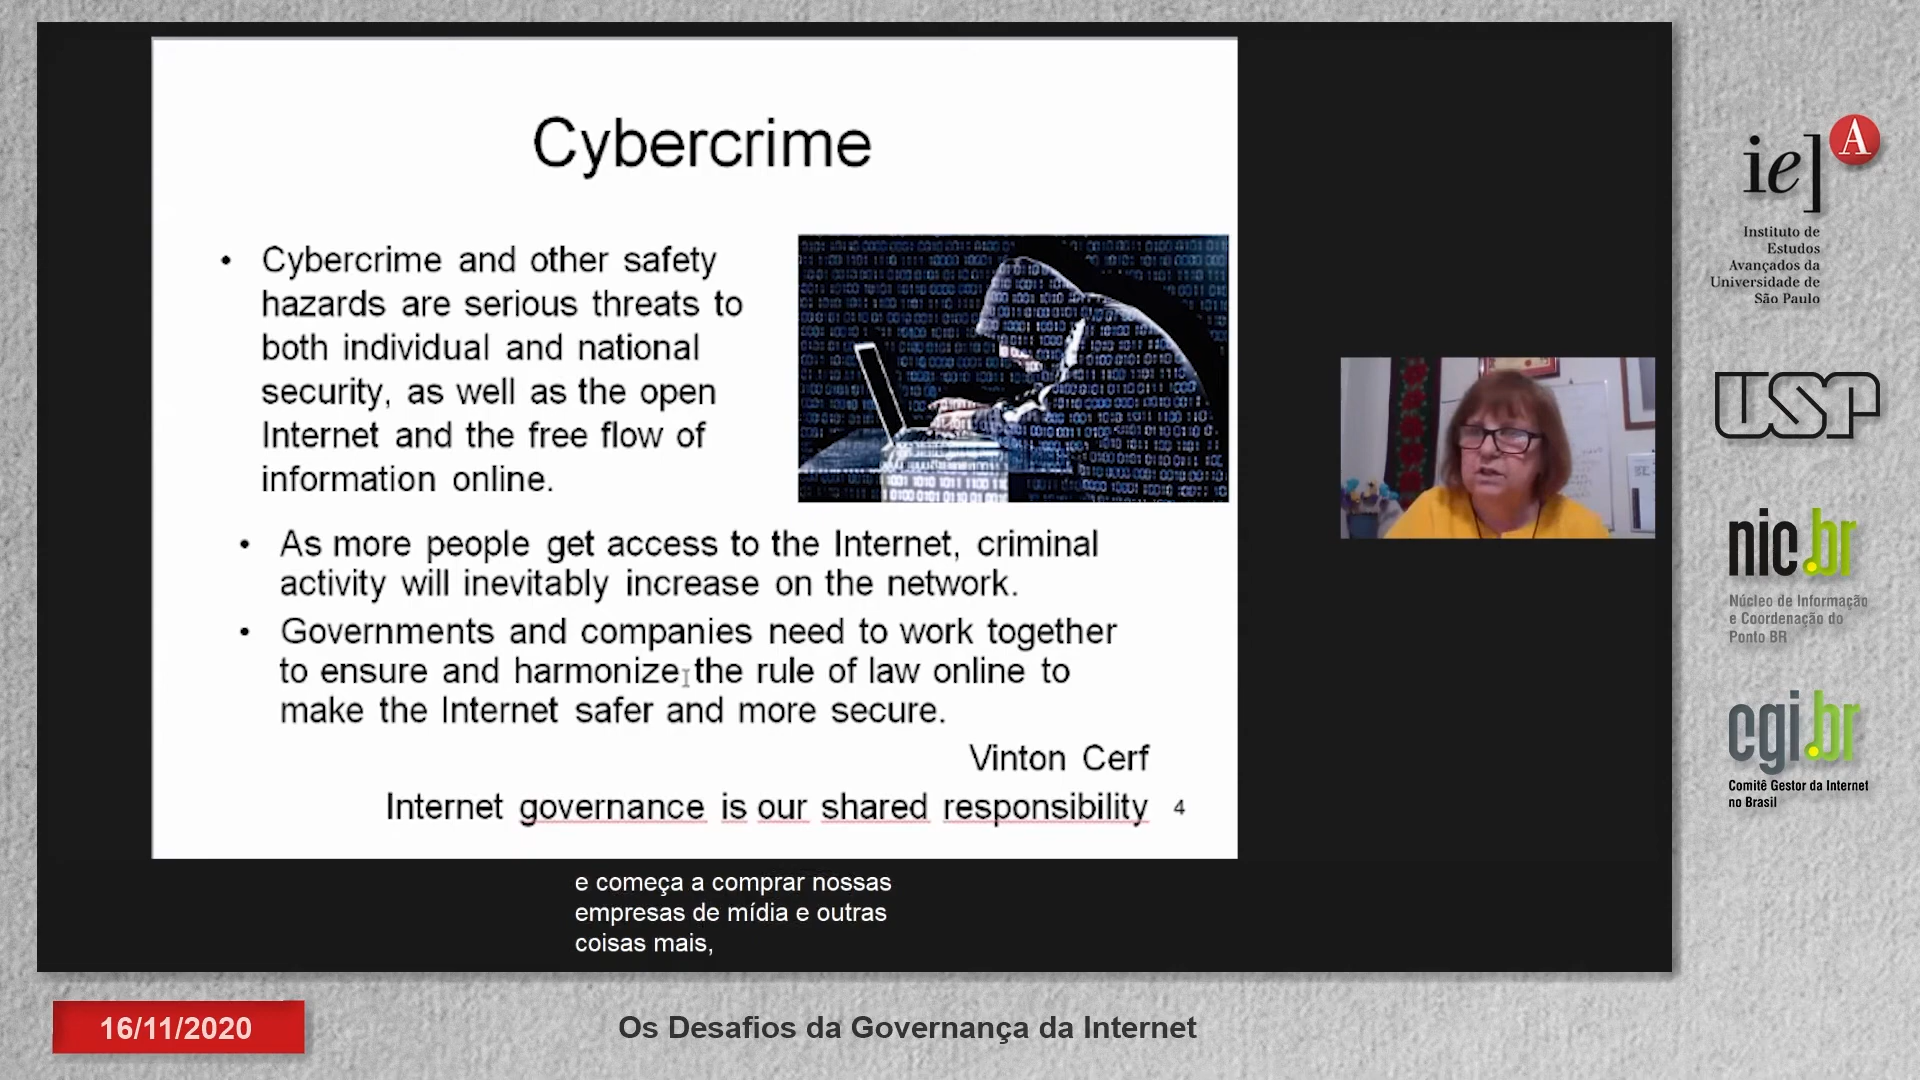 Cybercrime
• Cybercrime and other safety
hazards are serious threats to
both individual and national
security, as well as the open
Internet and the free flow of
information online.
• As more people get access to the Internet, criminal
activity will inevitably increase on the network.
• Governments and companies need to work together
to ensure and harmonize the rule of law online to
make the Internet safer and more secure.
Vinton Cerf
Internet governance is our shared responsibility
4
e começa a comprar nossas
empresas de mídia e outras
coisas mais,
16/11/2020
Os Desafios da Governança da Internet
ie]
A
Instituto de
Estudos
Avançados da
Universidade de
São Paulo
USP
nic.br
Núcleo de Informação
e Coordenação do
Ponto BR
cgi.br
Comitê Gestor da Internet
no Brasil